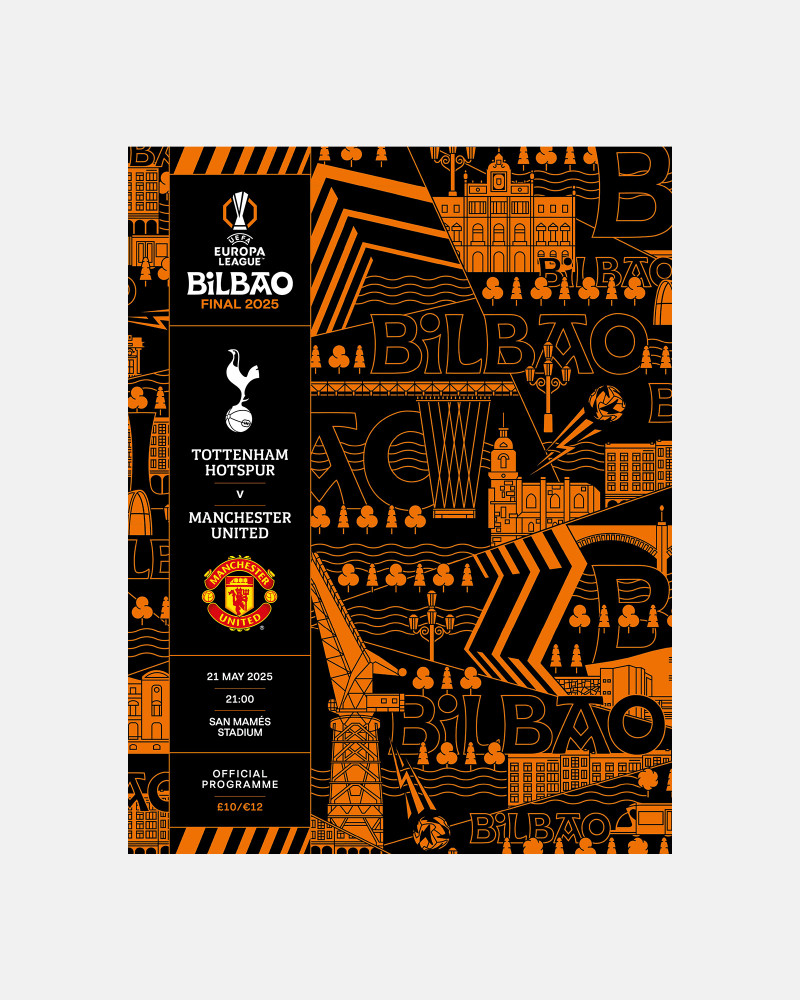 UEFA
EUROPA
LEAGUE™
BiLBAO
FINAL 2025
TOTTENHAM
HOTSPUR
v
MANCHESTER
UNITED
MANCHESTER
UNITED
®
21 MAY 2025
21:00
SAN MAMÉS
STADIUM
OFFICIAL
PROGRAMME
£10/€12
BiLBAO
BiLBAO
BiLBAO
BiLBAO